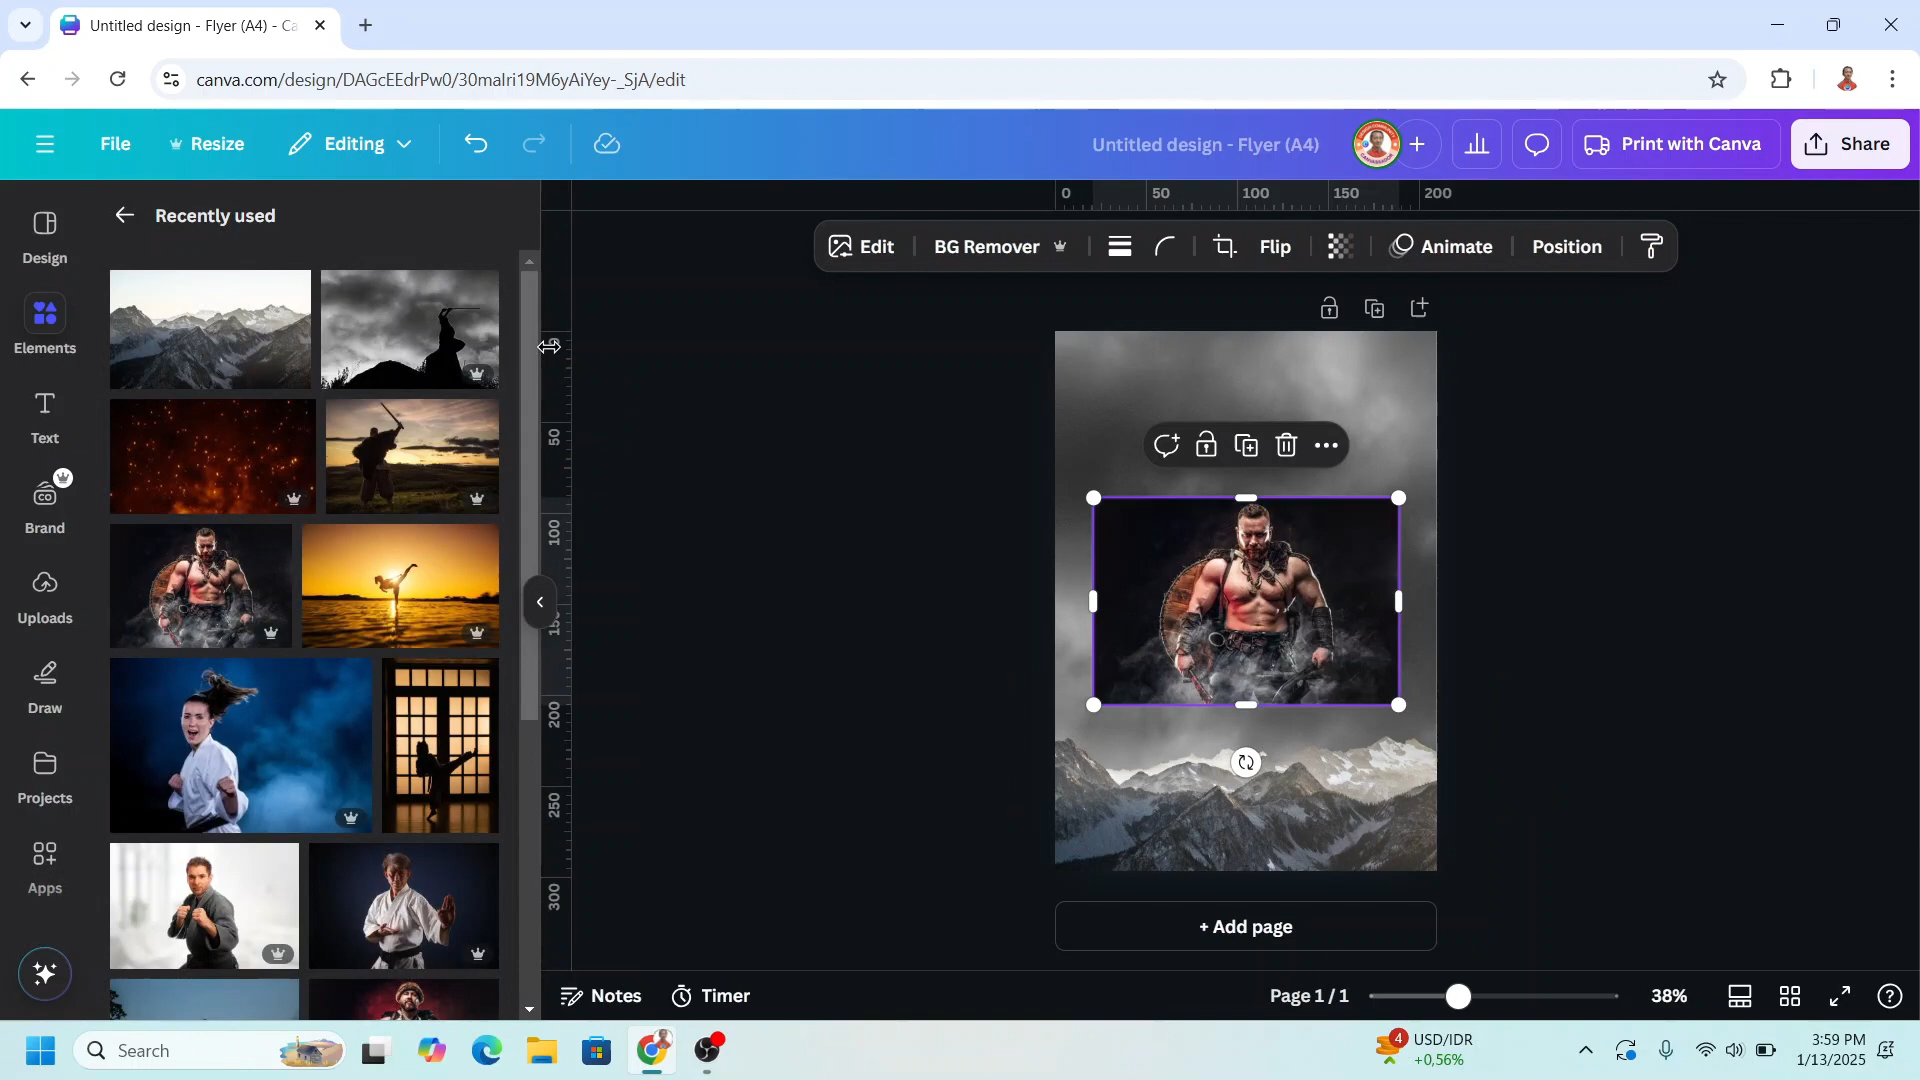 Untitled design - Flyer (A4) - Ca
canva.com/design/DAGcEEdrPw0/30malri19M6yAiYey-_SjA/edit
File
Resize
Editing
Untitled design - Flyer (A4)
Print with Canva
Share
Design
Elements
Text
Brand
Uploads
Draw
Projects
Apps
Recently used
0 50 100 150 200
Edit
BG Remover
Flip
Animate
Position
0
50
100
150
200
250
300
+ Add page
Notes
Timer
Page 1 / 1
38%
Search
4
USD/IDR
+0,56%
3:59 PM
1/13/2025